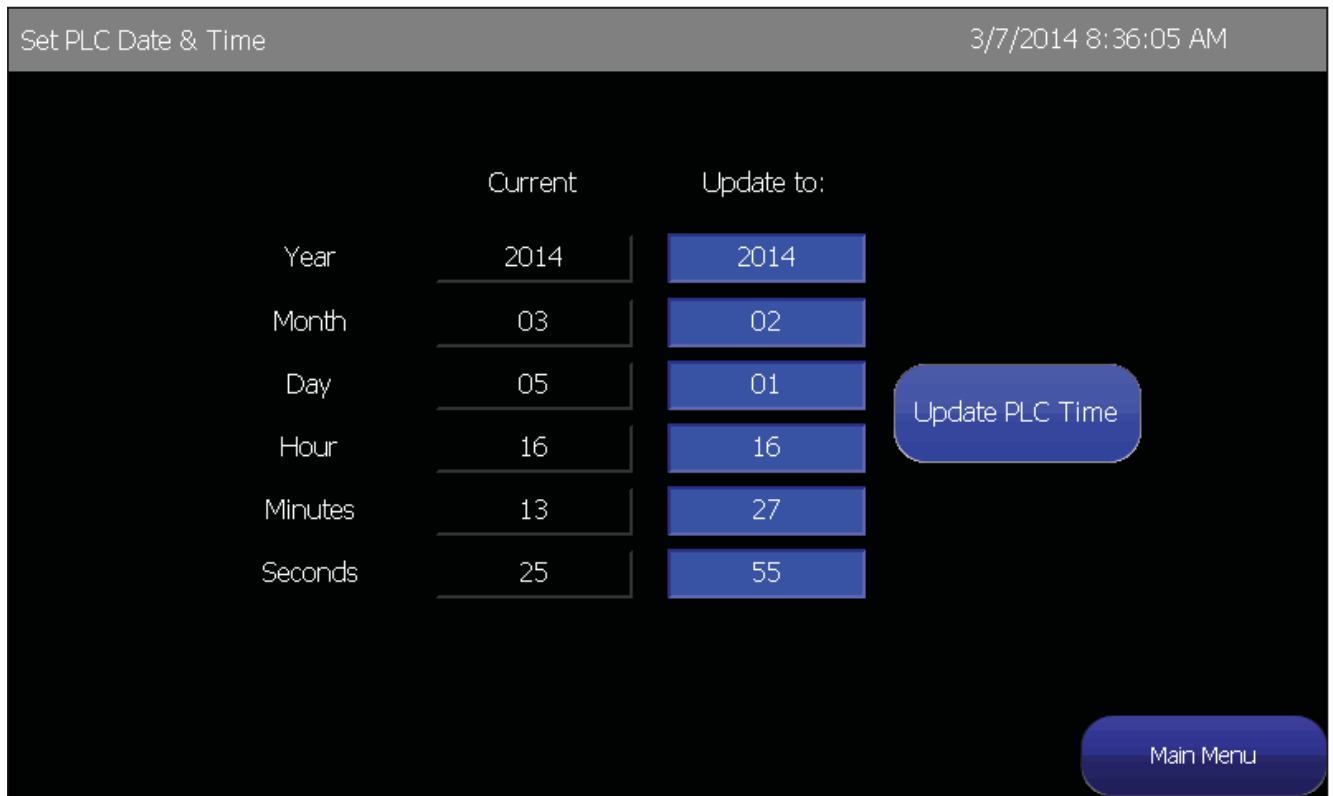 Set PLC Date & Time 3/7/2014 8:36:05 AM
Current Update to:
Year 2014 2014
Month 03 02
Day 05 01
Update PLC Time
Hour 16 16
Minutes 13 27
Seconds 25 55
Main Menu